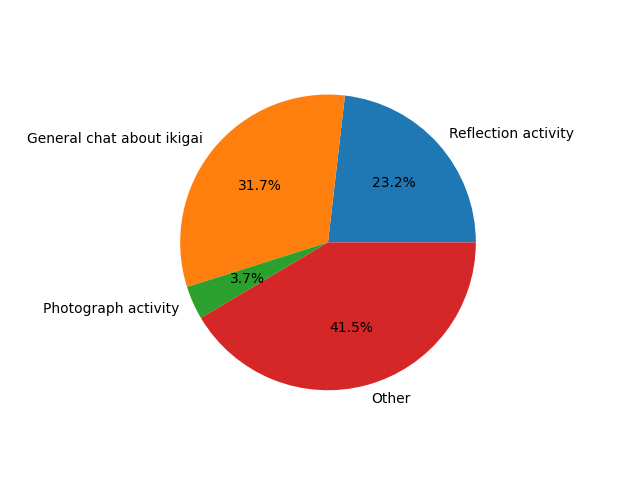 Reflection activity
General chat about ikigai
23.2%
31.7%
3.7%
Photograph activity
41.5%
Other